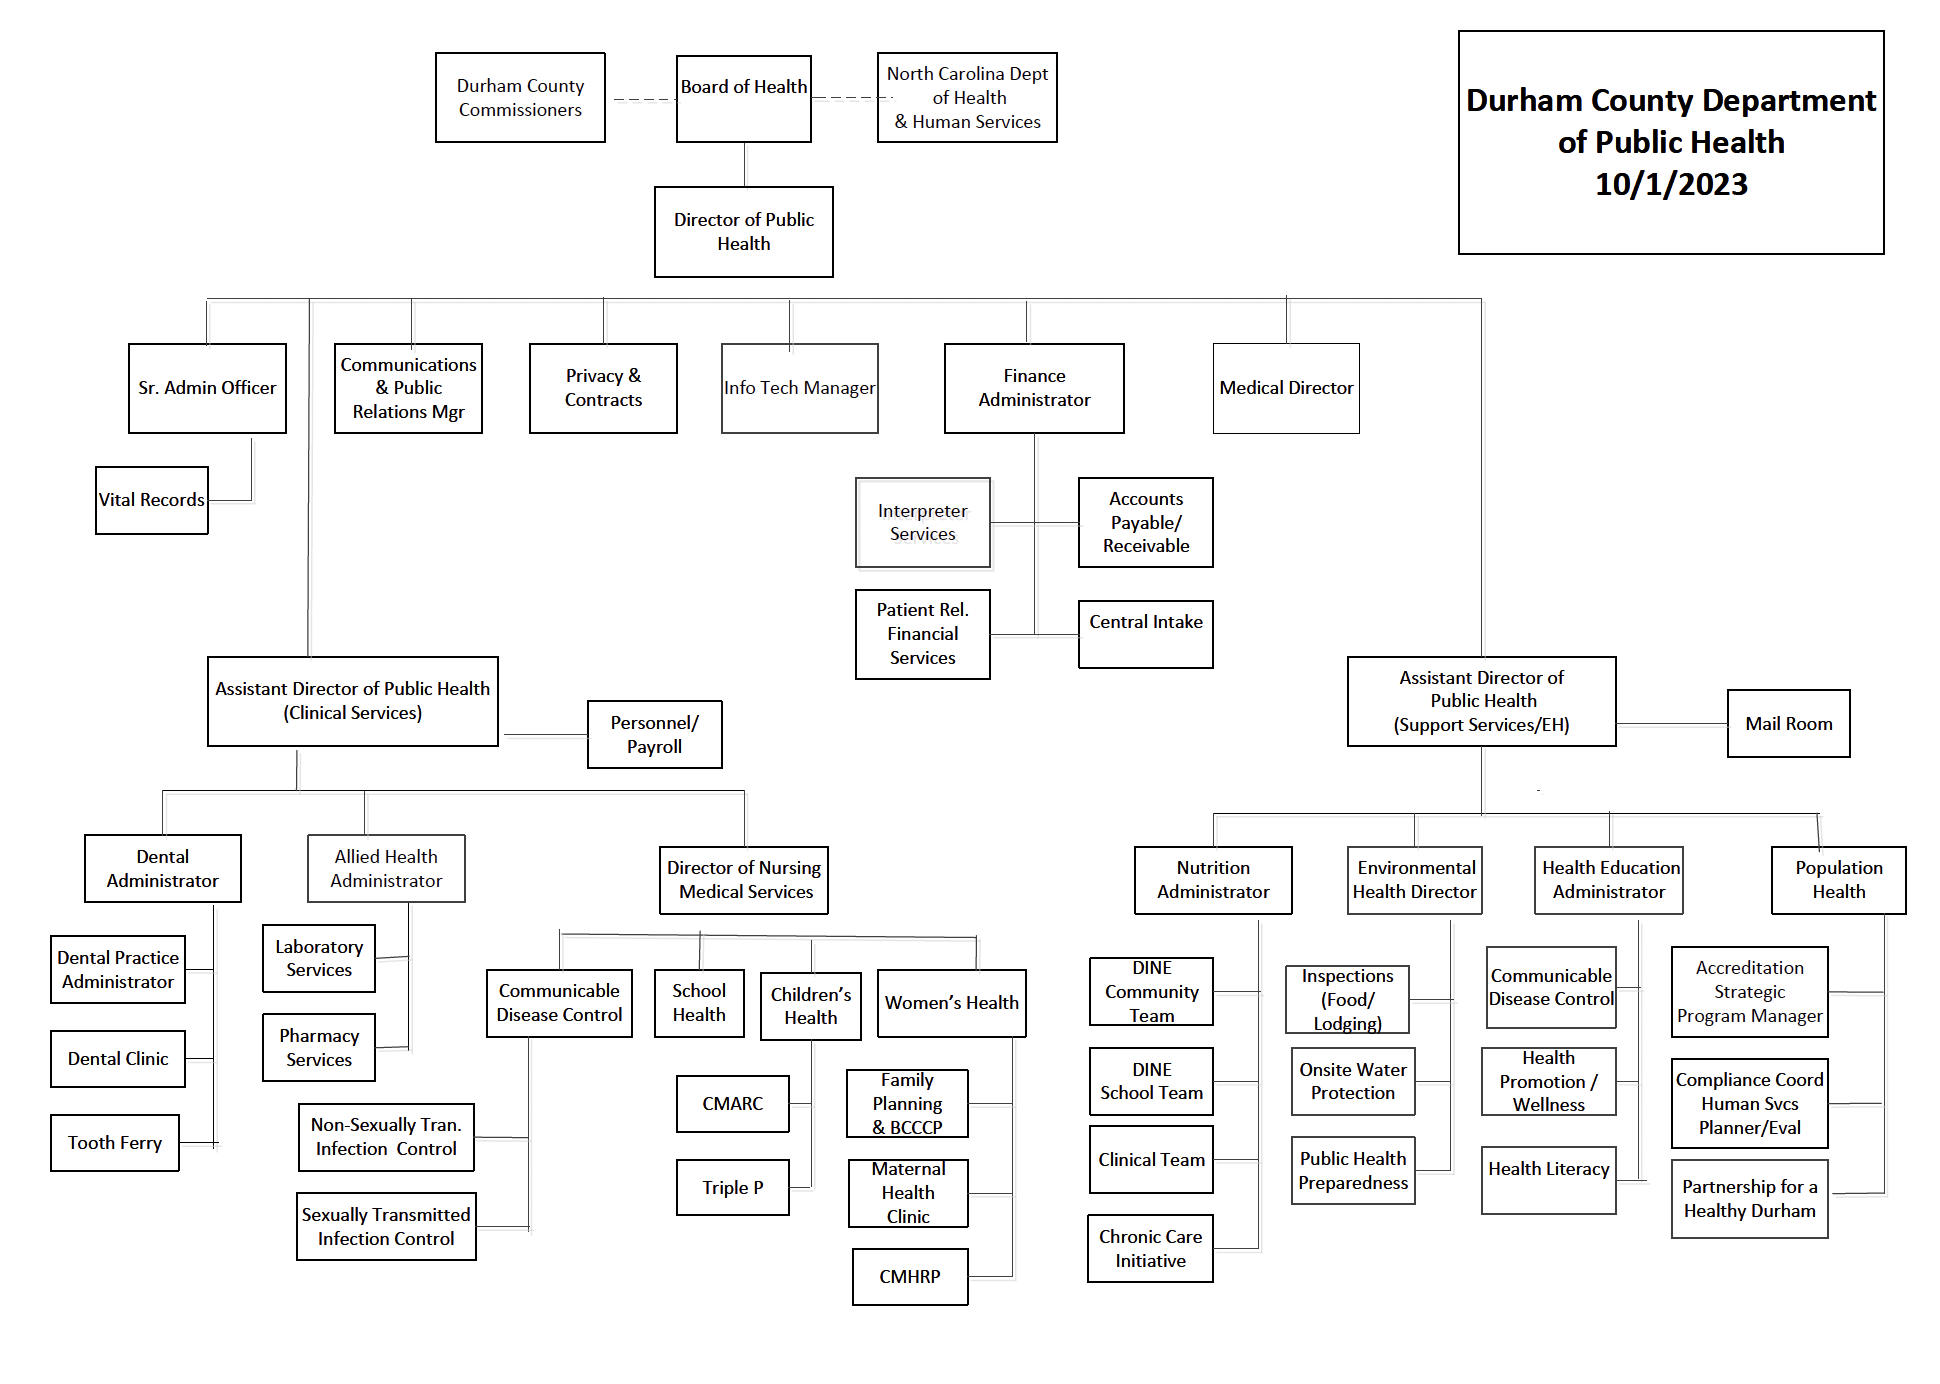 Durham County
Commissioners
Board of Health
North Carolina Dept
of Health
& Human Services
Durham County Department
of Public Health
10/1/2023
Director of Public
Health
Sr. Admin Officer
Communications
& Public
Relations Mgr
Privacy &
Contracts
Info Tech Manager
Finance
Administrator
Medical Director
Vital Records
Interpreter
Services
Accounts
Payable/
Receivable
Patient Rel.
Financial
Services
Central Intake
Assistant Director of Public Health
(Clinical Services)
Personnel/
Payroll
Assistant Director of
Public Health
(Support Services/EH)
Mail Room
Dental
Administrator
Allied Health
Administrator
Director of Nursing
Medical Services
Nutrition
Administrator
Environmental
Health Director
Health Education
Administrator
Population
Health
Dental Practice
Administrator
Dental Clinic
Tooth Ferry
Laboratory
Services
Pharmacy
Services
Communicable
Disease Control
School
Health
Children’s
Health
Women’s Health
Non-Sexually Tran.
Infection  Control
Sexually Transmitted
Infection Control
CMARC
Triple P
Family
Planning
& BCCCP
Maternal
Health
Clinic
CMHRP
DINE
Community
Team
DINE
School Team
Clinical Team
Chronic Care
Initiative
Inspections
(Food/
Lodging)
Onsite Water
Protection
Public Health
Preparedness
Communicable
Disease Control
Health
Promotion /
Wellness
Health Literacy
Accreditation
Strategic
Program Manager
Compliance Coord
Human Svcs
Planner/Eval
Partnership for a
Healthy Durham